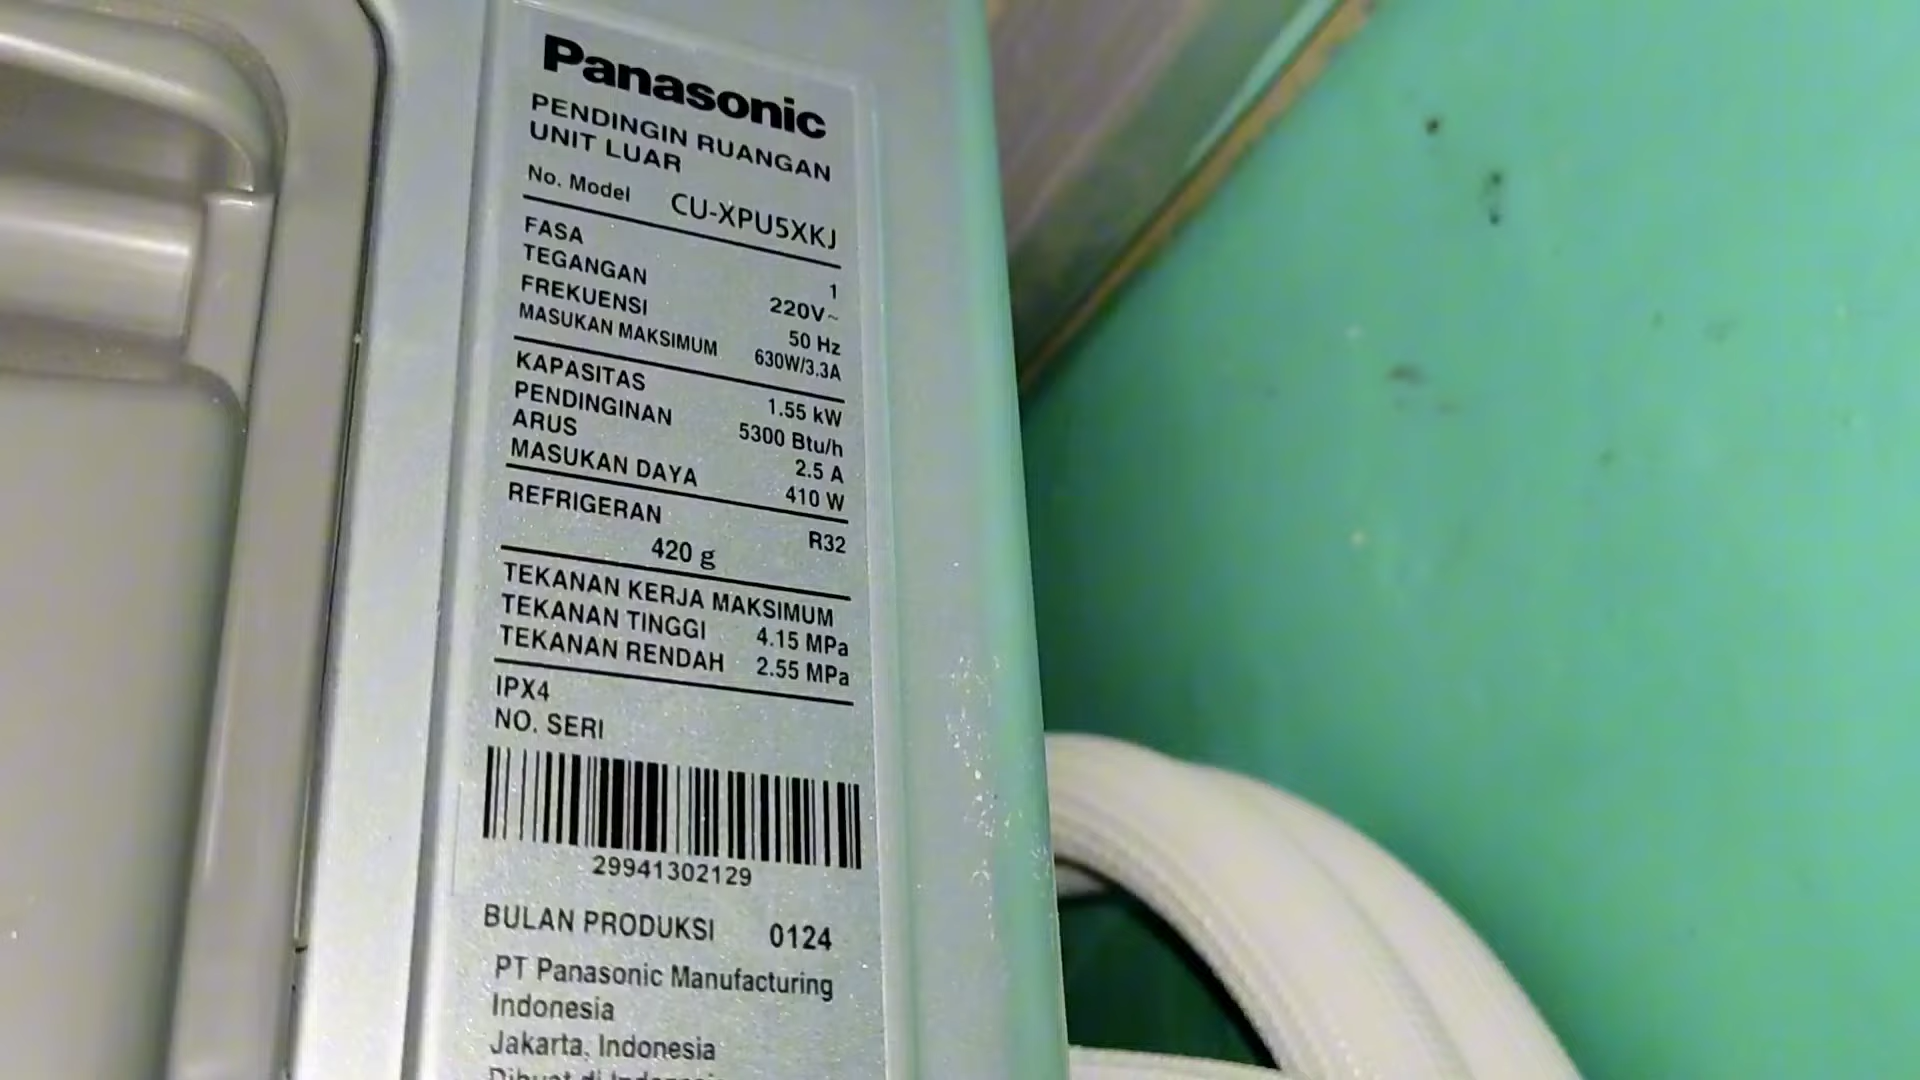 Panasonic
PENDINGIN RUANGAN
UNIT LUAR
No. Model CU-XPU5XKJ
FASA 1
TEGANGAN 220V~
FREKUENSI 50 Hz
MASUKAN MAKSIMUM 630W/3.3A
KAPASITAS 1.55 kW
PENDINGINAN 5300 Btu/h
ARUS 2.5 A
MASUKAN DAYA 410 W
REFRIGERAN R32
420 g
TEKANAN KERJA MAKSIMUM
TEKANAN TINGGI 4.15 MPa
TEKANAN RENDAH 2.55 MPa
IPX4
NO. SERI
29941302129
BULAN PRODUKSI 0124
PT Panasonic Manufacturing
Indonesia
Jakarta, Indonesia